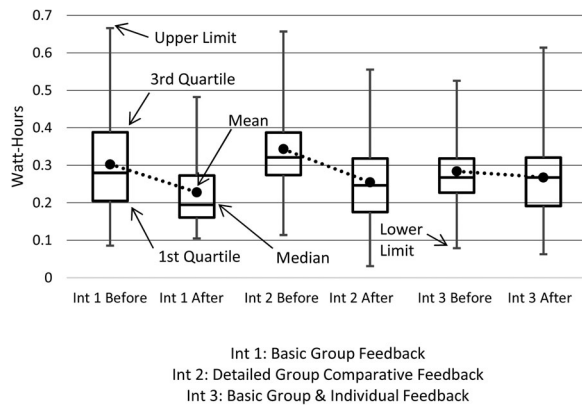 0.7
0.6
0.5
0.4
0.3
0.2
0.1
0
Watt-Hours
Upper Limit
3rd Quartile
Mean
1st Quartile
Median
Lower
Limit
Int 1 Before Int 1 After Int 2 Before Int 2 After Int 3 Before Int 3 After
Int 1: Basic Group Feedback
Int 2: Detailed Group Comparative Feedback
Int 3: Basic Group & Individual Feedback